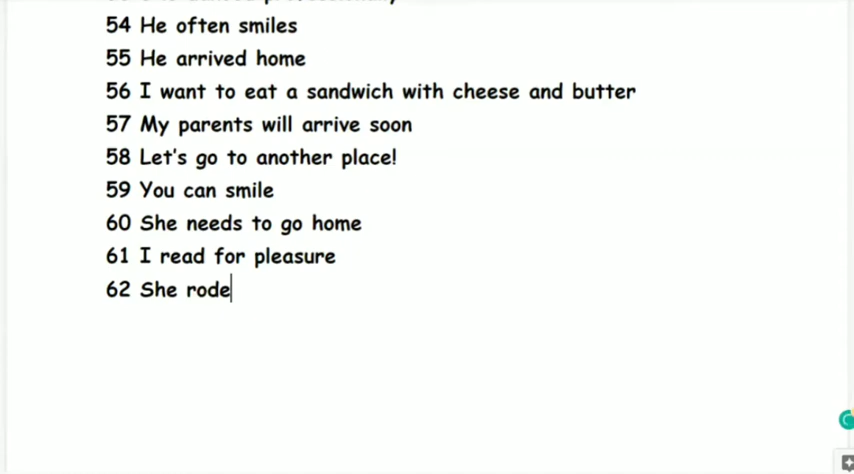 54 He often smiles
55 He arrived home
56 I want to eat a sandwich with cheese and butter
57 My parents will arrive soon
58 Let's go to another place!
59 You can smile
60 She needs to go home
61 I read for pleasure
62 She rode